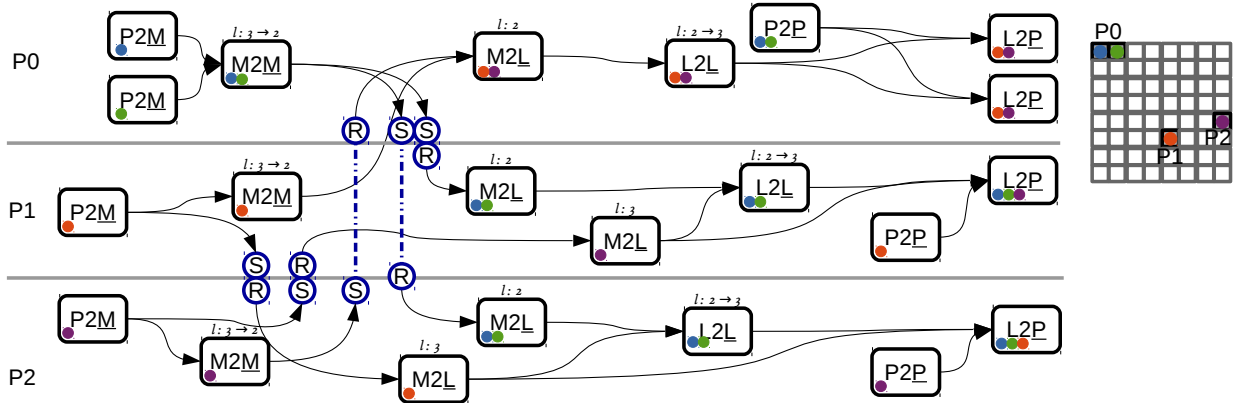 P0
P2M
P2M
l: 3 → 2
M2M
l: 2
M2L
l: 2 → 3
L2L
P2P
L2P
L2P
R
S
S
R
P1
P2M
l: 3 → 2
M2M
l: 2
M2L
l: 3
M2L
l: 2 → 3
L2L
P2P
L2P
S
R
R
S
S
R
P2
P2M
l: 3 → 2
M2M
l: 2
M2L
l: 3
M2L
l: 2 → 3
L2L
P2P
L2P
P0
P2
P1